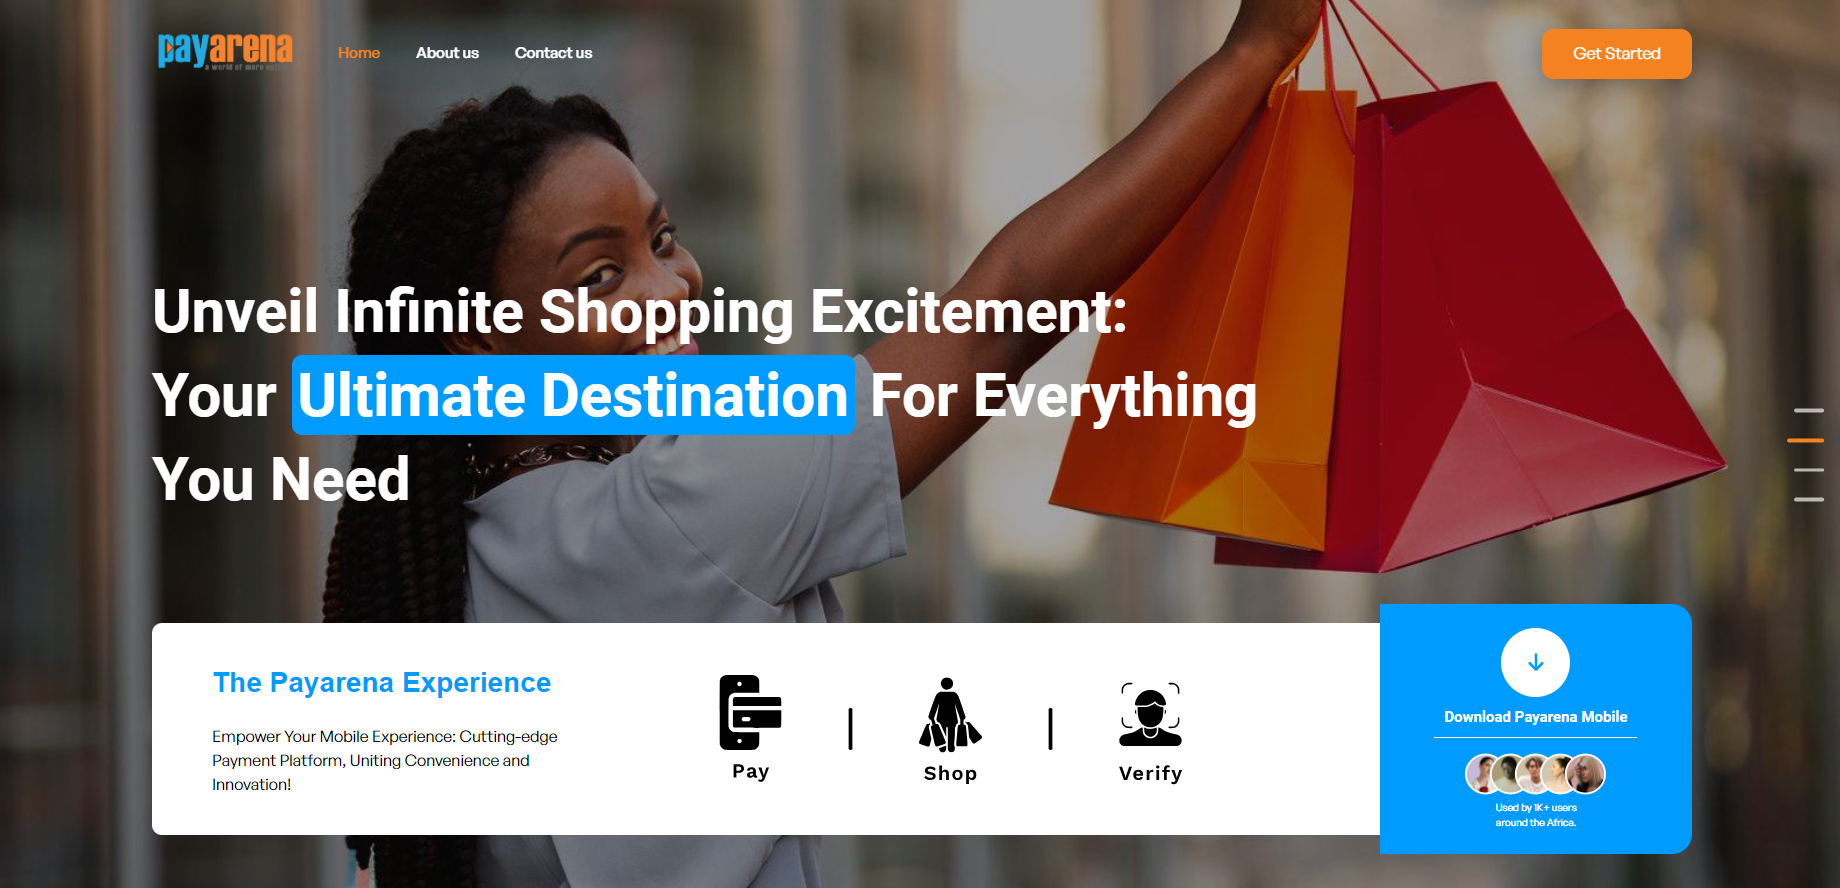 payarena
a world of more
Home
About us
Contact us
Get Started
Unveil Infinite Shopping Excitement:
Your Ultimate Destination For Everything
You Need
The Payarena Experience
Empower Your Mobile Experience: Cutting-edge
Payment Platform, Uniting Convenience and
Innovation!
Pay
Shop
Verify
Download Payarena Mobile
Used by 1K+ users
around the Africa.